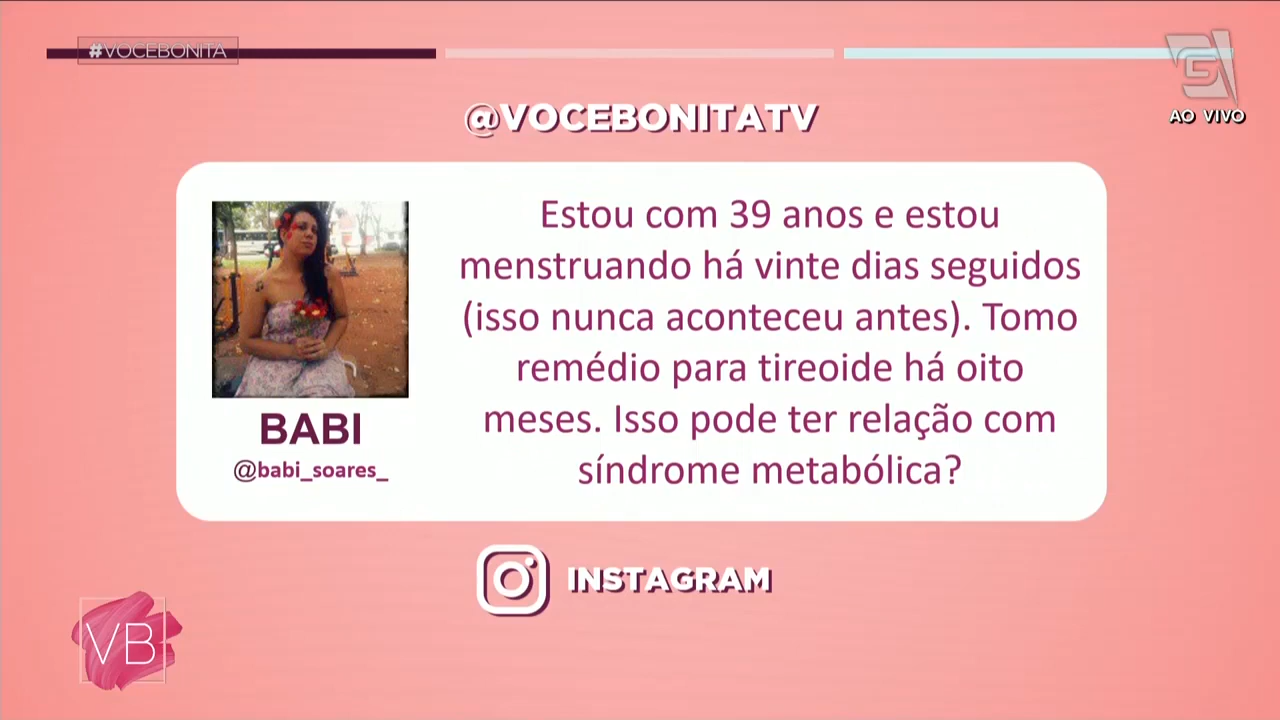 #VOCEBONITA
AO VIVO
@VOCEBONITATV
Estou com 39 anos e estou
menstruando há vinte dias seguidos
(isso nunca aconteceu antes). Tomo
remédio para tireoide há oito
meses. Isso pode ter relação com
síndrome metabólica?
BABI
@babi_soares_
INSTAGRAM
VB